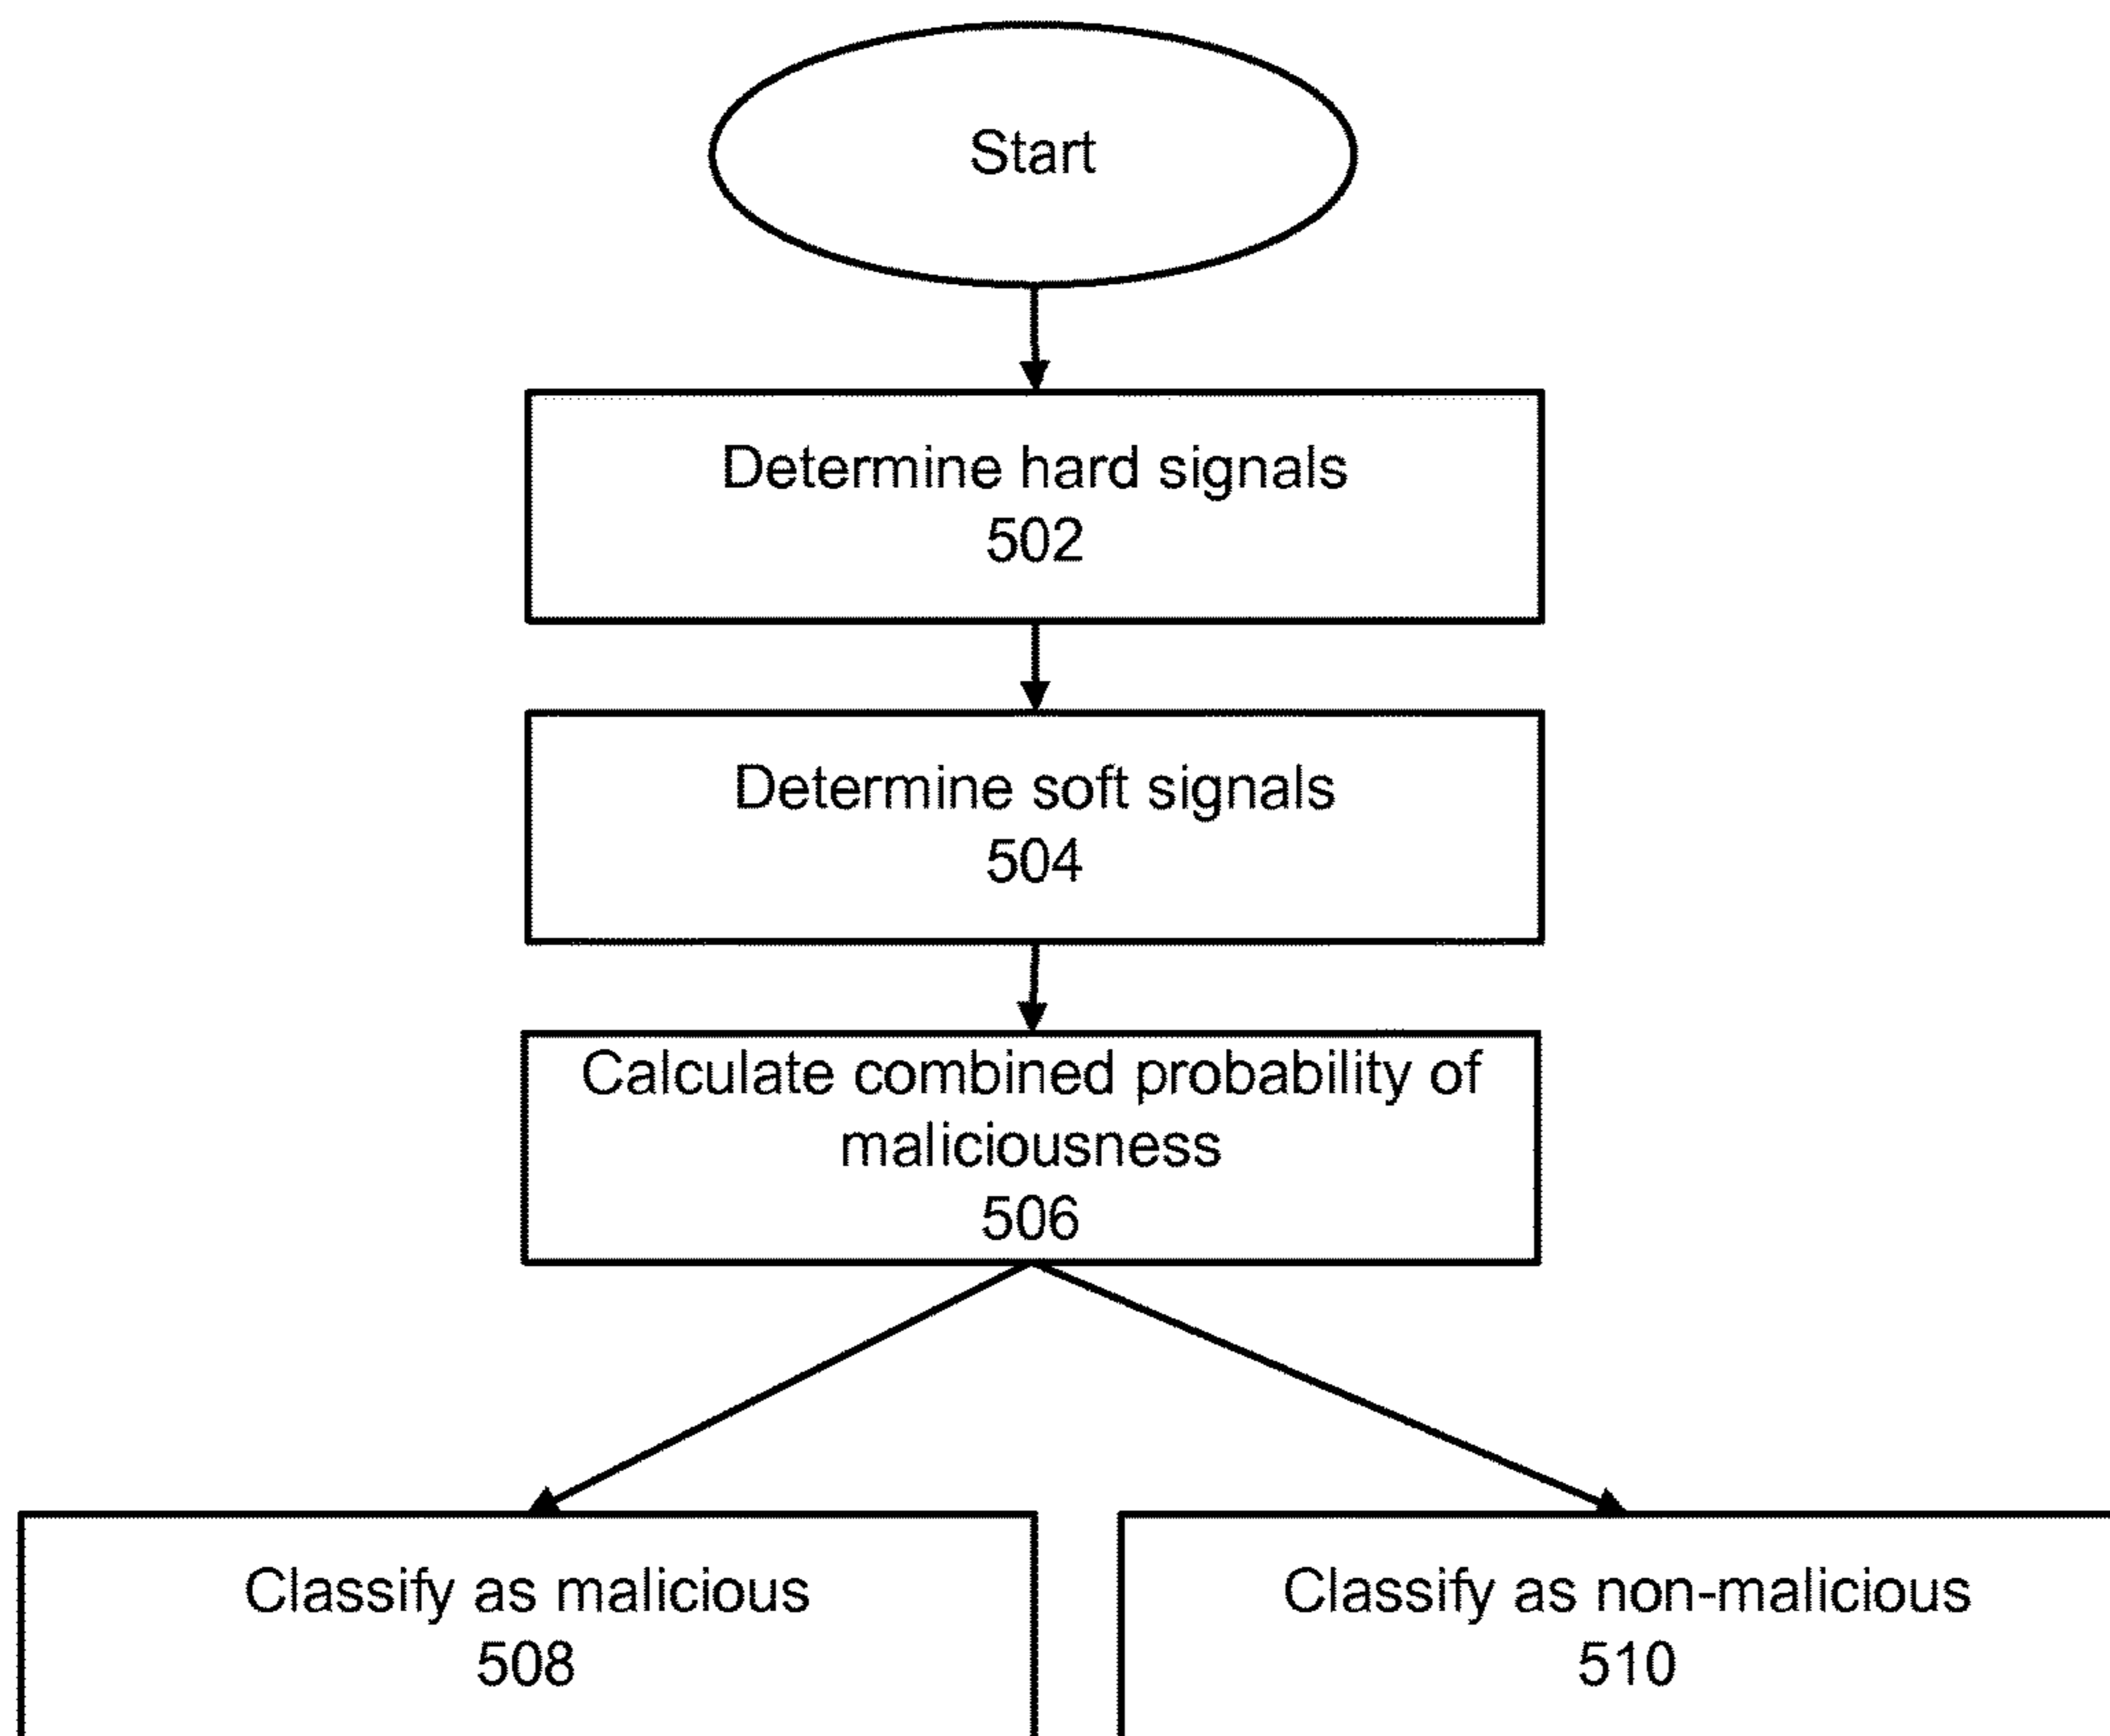 Start
Determine hard signals
502
Determine soft signals
504
Calculate combined probability of
maliciousness
506
Classify as malicious
508
Classify as non-malicious
510